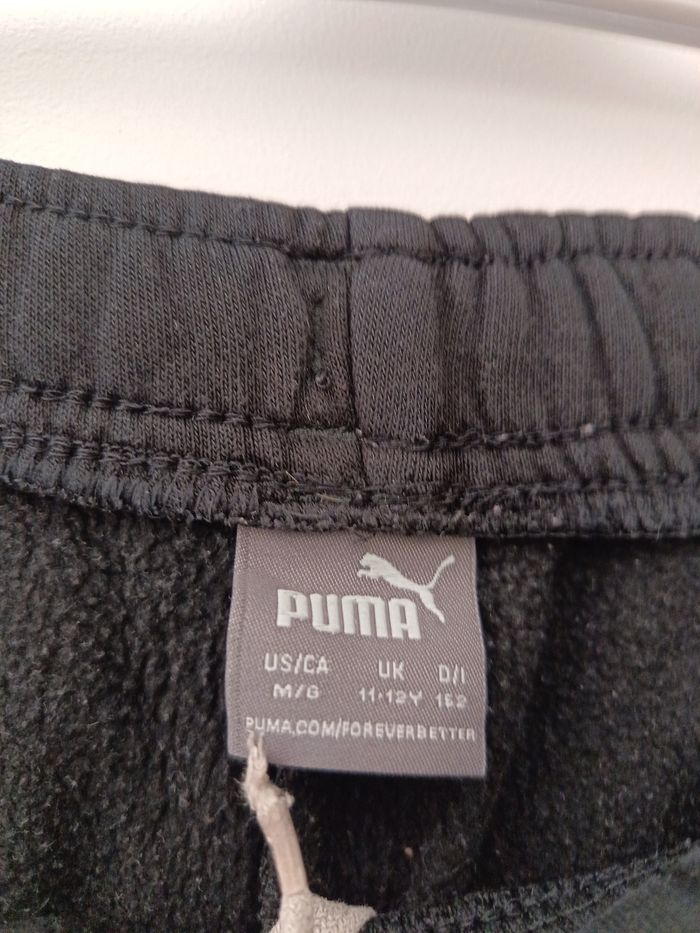 PUMA
US/CA UK D/I
M/G 11-12Y 152
PUMA.COM/FOREVERBETTER